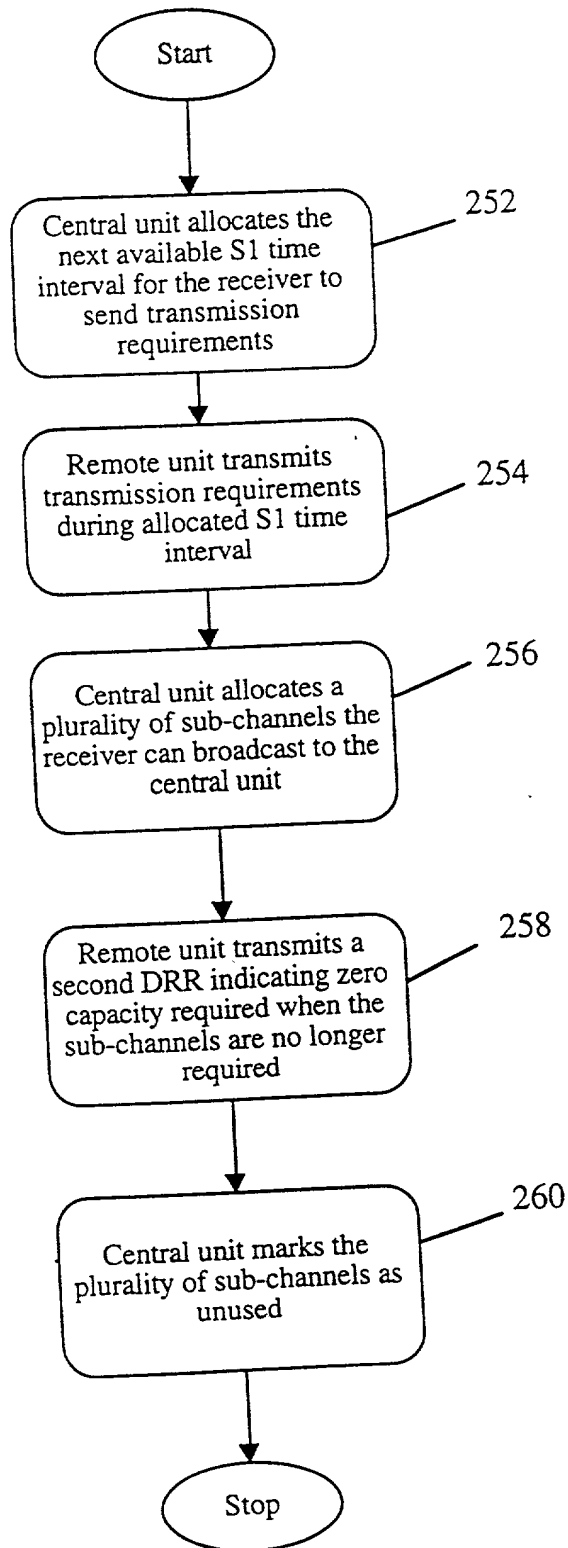 Start
252
Central unit allocates the
next available S1 time
interval for the receiver to
send transmission
requirements
254
Remote unit transmits
transmission requirements
during allocated S1 time
interval
256
Central unit allocates a
plurality of sub-channels the
receiver can broadcast to the
central unit
258
Remote unit transmits a
second DRR indicating zero
capacity required when the
sub-channels are no longer
required
260
Central unit marks the
plurality of sub-channels as
unused
Stop